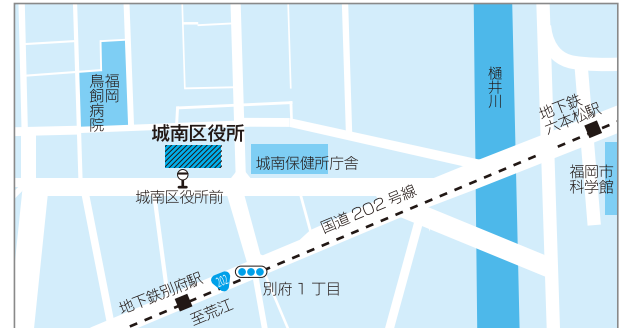 福岡
鳥飼病院
城南区役所
城南保健所庁舎
城南区役所前
樋井川
地下鉄
六本松駅
福岡市
科学館
国道202号線
地下鉄別府駅
202
別府1丁目
至荒江